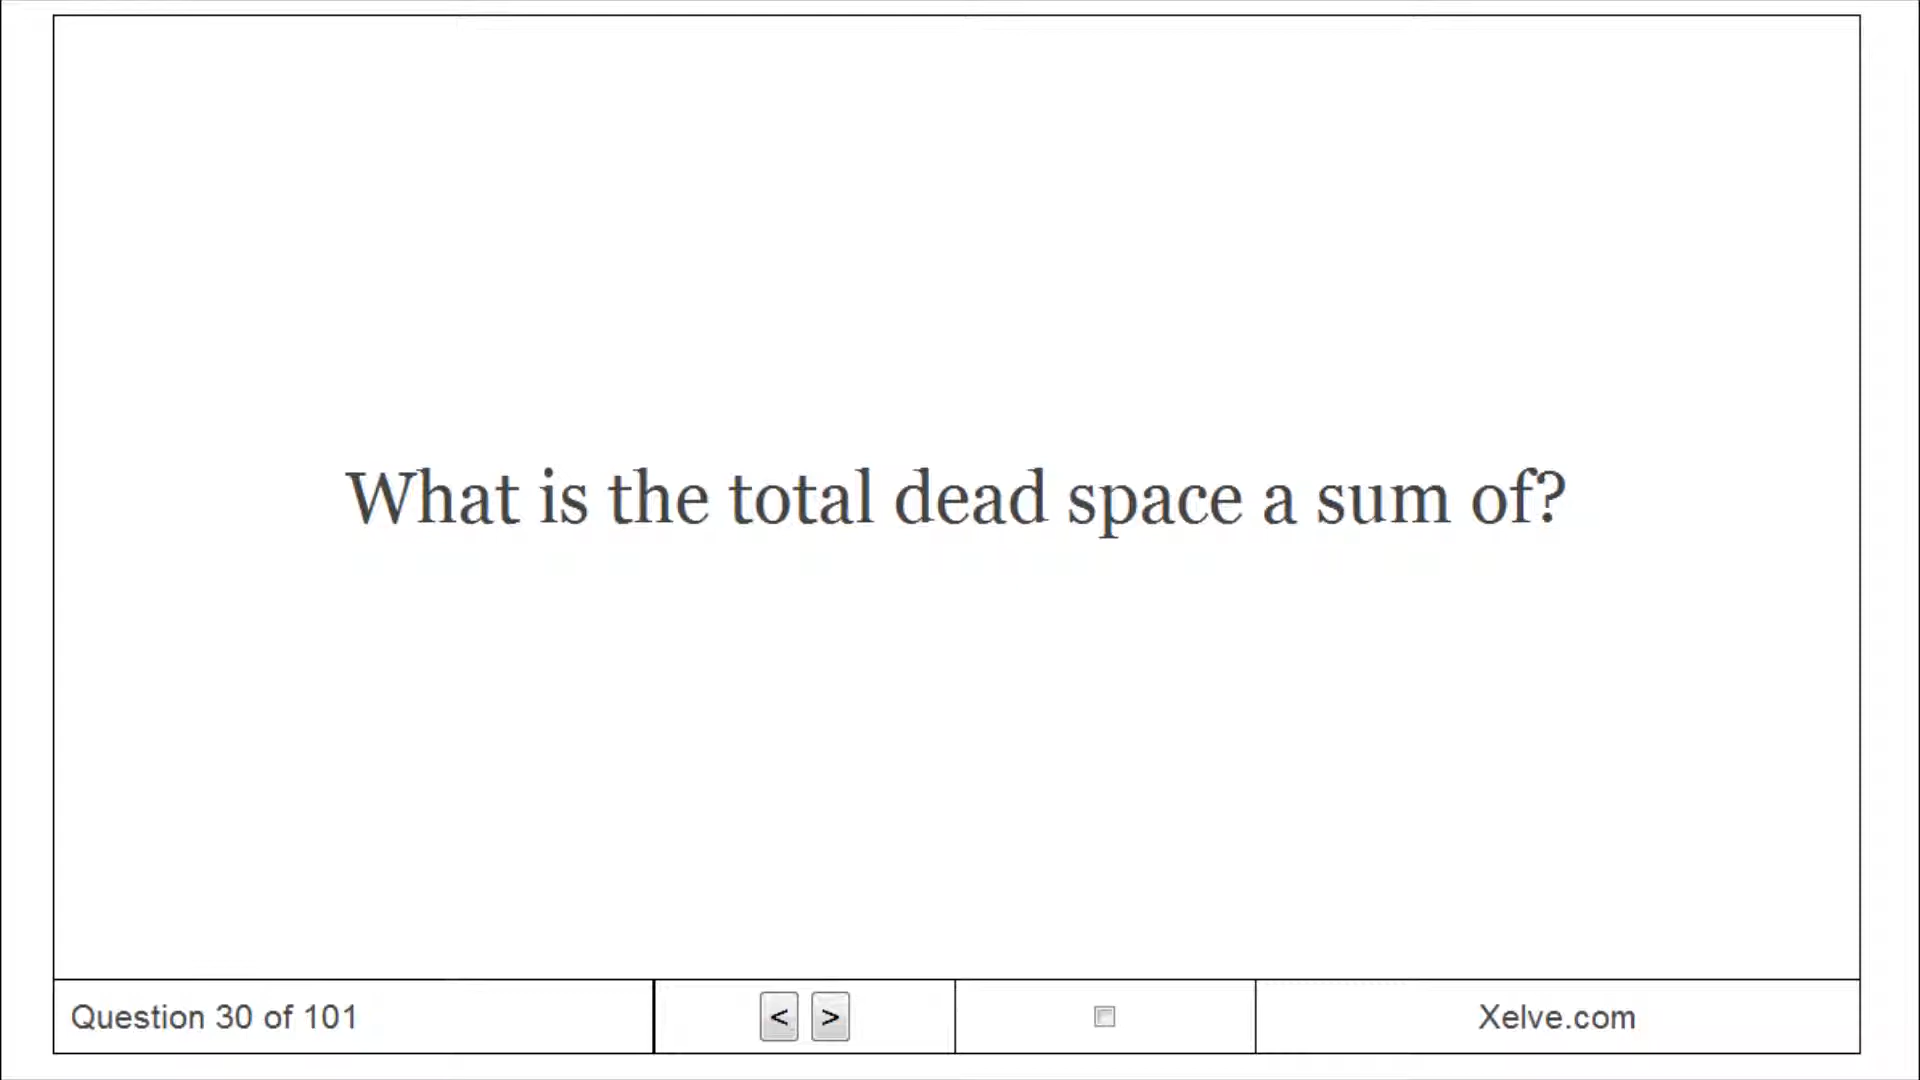 What is the total dead space a sum of?
Question 30 of 101
<
>
Xelve.com